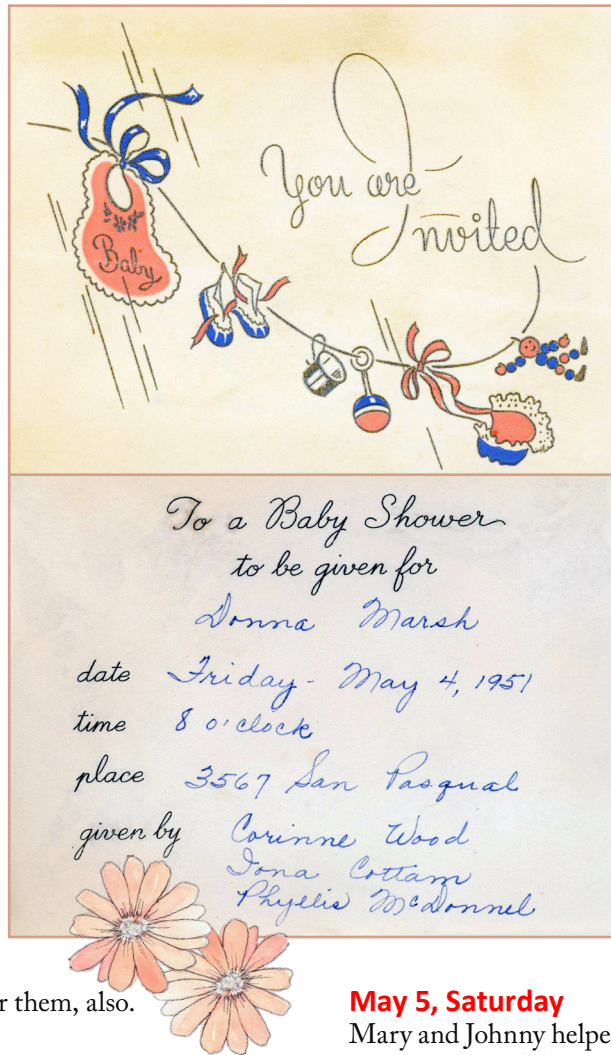 You are
Invited
Baby
To a Baby Shower
to be given for
Donna Marsh
date Friday - May 4, 1951
time 8 o'clock
place 3567 San Pasqual
given by Corinne Wood
Iona Cottam
Phyllis McDonnel
r them, also.
May 5, Saturday
Mary and Johnny helpe